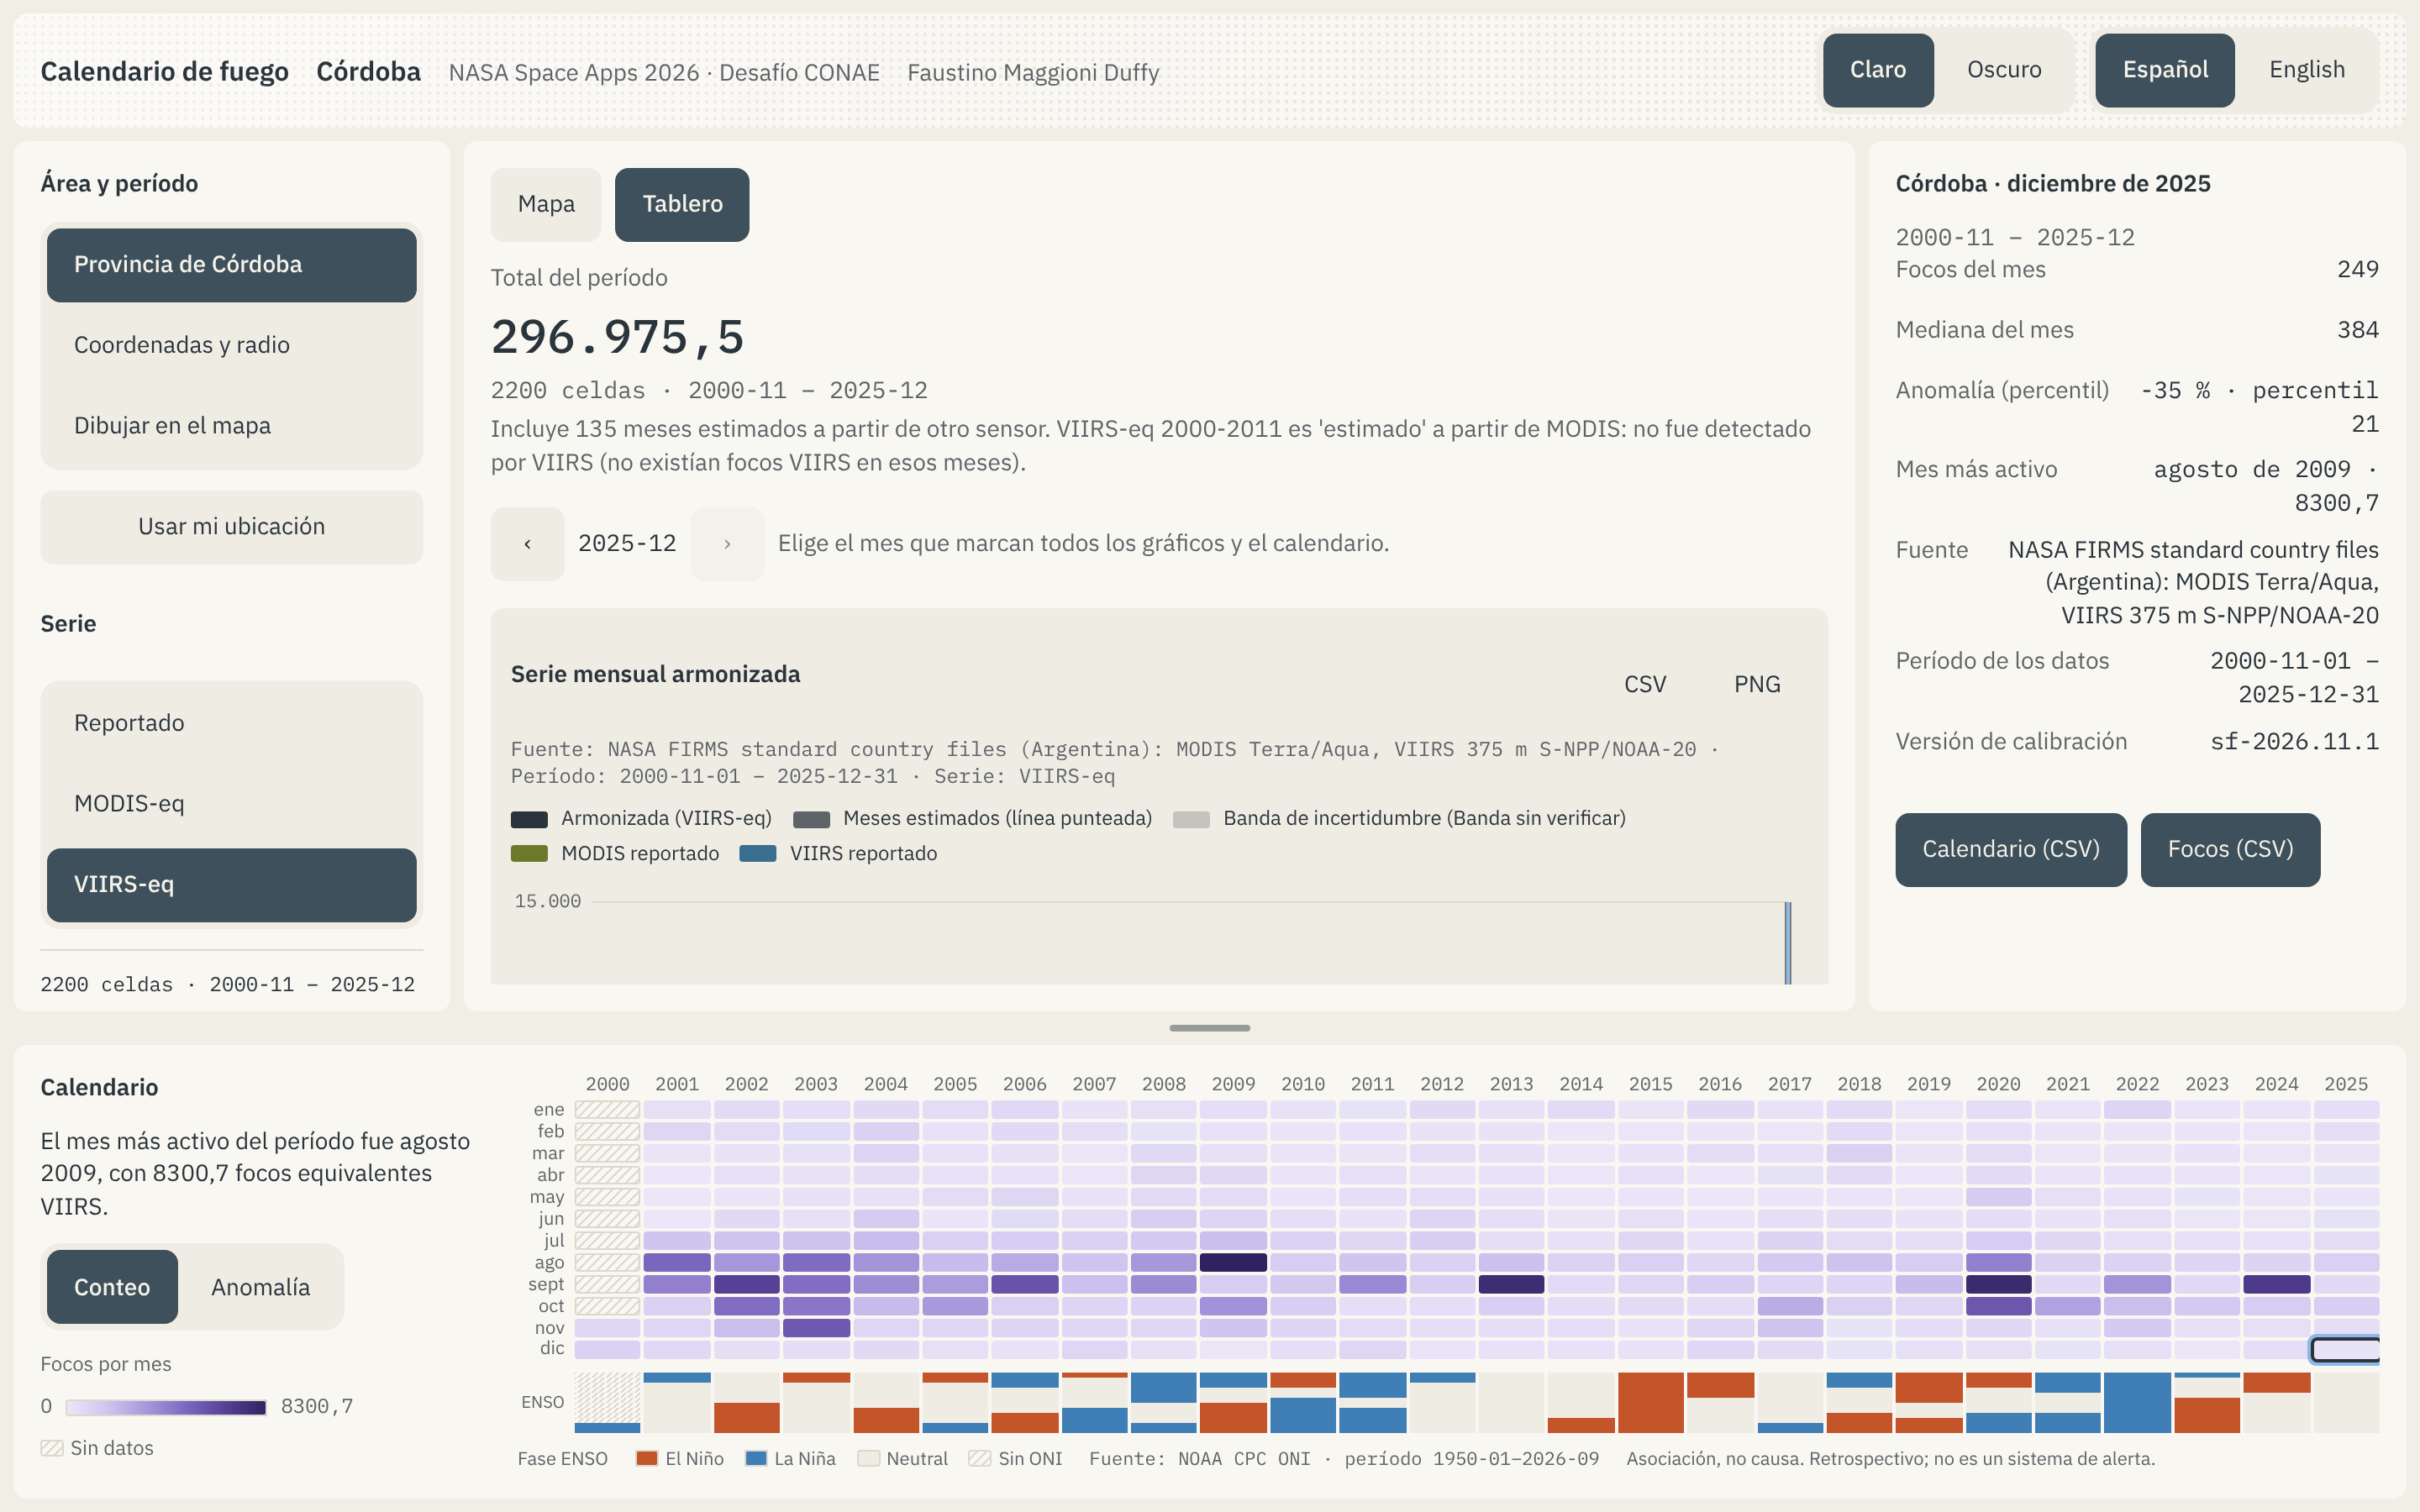 Calendario de fuego Córdoba NASA Space Apps 2026 · Desafío CONAE Faustino Maggioni Duffy
Claro Oscuro Español English
Área y período
Provincia de Córdoba
Coordenadas y radio
Dibujar en el mapa
Usar mi ubicación
Serie
Reportado
MODIS-eq
VIIRS-eq
2200 celdas · 2000-11 – 2025-12
Mapa Tablero
Total del período
296.975,5
2200 celdas · 2000-11 – 2025-12
Incluye 135 meses estimados a partir de otro sensor. VIIRS-eq 2000-2011 es 'estimado' a partir de MODIS: no fue detectado
por VIIRS (no existían focos VIIRS en esos meses).
‹ 2025-12 › Elige el mes que marcan todos los gráficos y el calendario.
Serie mensual armonizada
CSV PNG
Fuente: NASA FIRMS standard country files (Argentina): MODIS Terra/Aqua, VIIRS 375 m S-NPP/NOAA-20 ·
Período: 2000-11-01 – 2025-12-31 · Serie: VIIRS-eq
Armonizada (VIIRS-eq) Meses estimados (línea punteada) Banda de incertidumbre (Banda sin verificar)
MODIS reportado VIIRS reportado
15.000
Córdoba · diciembre de 2025
2000-11 – 2025-12
Focos del mes 249
Mediana del mes 384
Anomalía (percentil) -35 % · percentil
21
Mes más activo agosto de 2009 ·
8300,7
Fuente NASA FIRMS standard country files
(Argentina): MODIS Terra/Aqua,
VIIRS 375 m S-NPP/NOAA-20
Período de los datos 2000-11-01 –
2025-12-31
Versión de calibración sf-2026.11.1
Calendario (CSV) Focos (CSV)
Calendario
El mes más activo del período fue agosto
2009, con 8300,7 focos equivalentes
VIIRS.
Conteo Anomalía
Focos por mes
0 8300,7
Sin datos
2000 2001 2002 2003 2004 2005 2006 2007 2008 2009 2010 2011 2012 2013 2014 2015 2016 2017 2018 2019 2020 2021 2022 2023 2024 2025
ene
feb
mar
abr
may
jun
jul
ago
sept
oct
nov
dic
ENSO
Fase ENSO El Niño La Niña Neutral Sin ONI Fuente: NOAA CPC ONI · período 1950-01–2026-09 Asociación, no causa. Retrospectivo; no es un sistema de alerta.